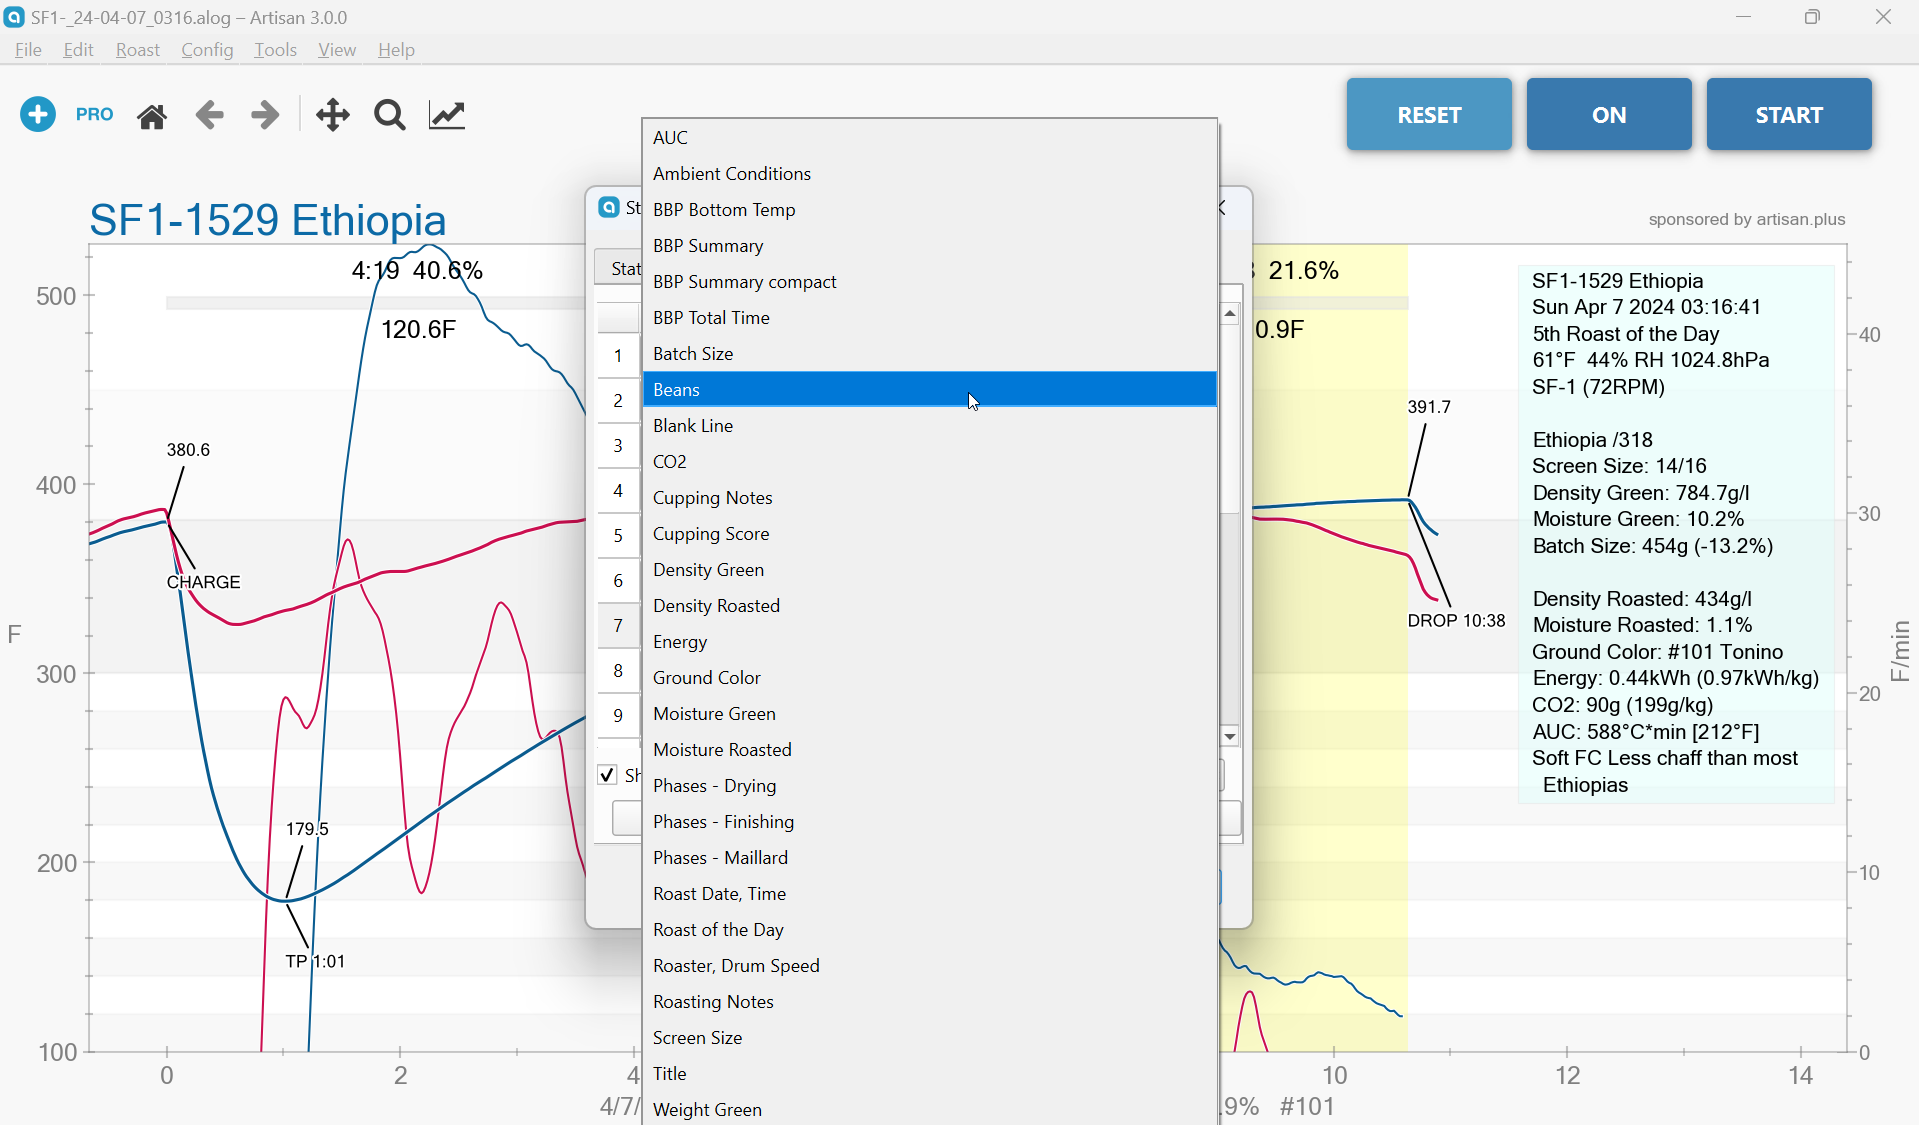 SF1-_24-04-07_0316.alog – Artisan 3.0.0
File Edit Roast Config Tools View Help
PRO
RESET ON START
SF1-1529 Ethiopia
sponsored by artisan.plus
4:19 40.6%
120.6F
21.6%
0.9F
500
400
300
200
100
F
380.6
CHARGE
179.5
TP 1:01
391.7
DROP 10:38
0 2 4 10 12 14
4/7/
.9% #101
40
30
20
10
0
F/min
1
2
3
4
5
6
7
8
9
AUC
Ambient Conditions
BBP Bottom Temp
BBP Summary
BBP Summary compact
BBP Total Time
Batch Size
Beans
Blank Line
CO2
Cupping Notes
Cupping Score
Density Green
Density Roasted
Energy
Ground Color
Moisture Green
Moisture Roasted
Phases - Drying
Phases - Finishing
Phases - Maillard
Roast Date, Time
Roast of the Day
Roaster, Drum Speed
Roasting Notes
Screen Size
Title
Weight Green
SF1-1529 Ethiopia
Sun Apr 7 2024 03:16:41
5th Roast of the Day
61°F 44% RH 1024.8hPa
SF-1 (72RPM)
Ethiopia /318
Screen Size: 14/16
Density Green: 784.7g/l
Moisture Green: 10.2%
Batch Size: 454g (-13.2%)
Density Roasted: 434g/l
Moisture Roasted: 1.1%
Ground Color: #101 Tonino
Energy: 0.44kWh (0.97kWh/kg)
CO2: 90g (199g/kg)
AUC: 588°C*min [212°F]
Soft FC Less chaff than most
Ethiopias